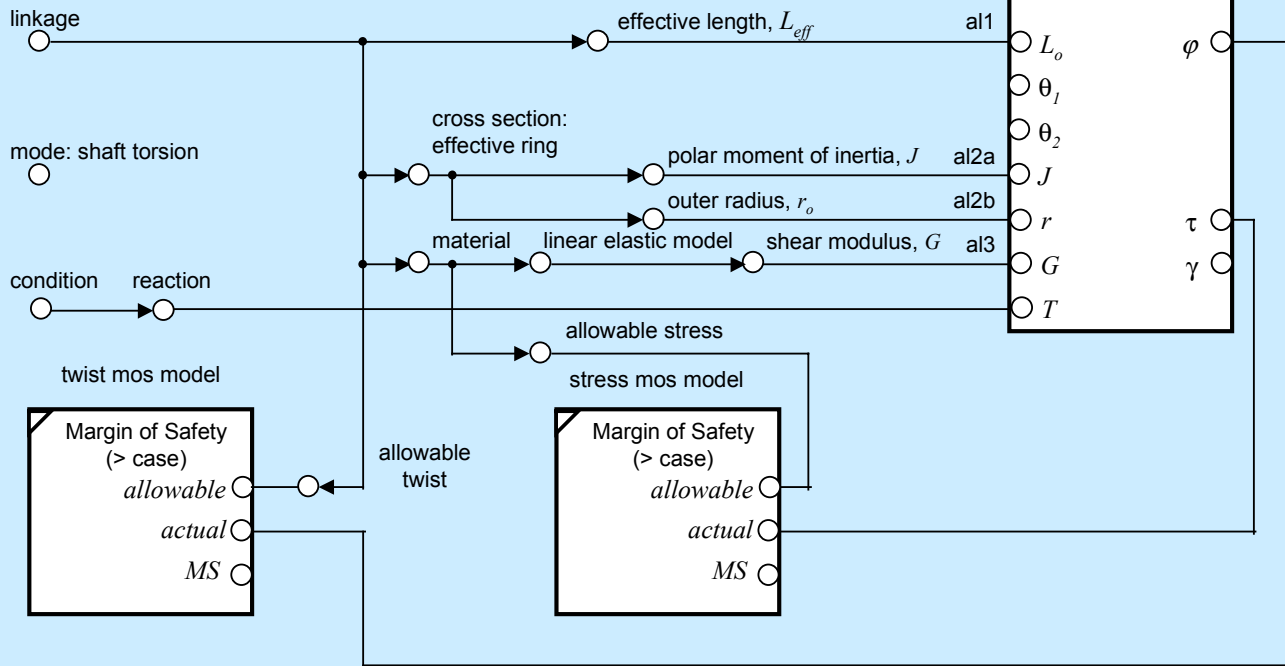 linkage
effective length, L_eff
al1
L_o
φ
θ_1
θ_2
cross section:
effective ring
mode: shaft torsion
polar moment of inertia, J
al2a
J
outer radius, r_o
al2b
r
τ
material
linear elastic model
shear modulus, G
al3
G
γ
condition
reaction
T
allowable stress
twist mos model
stress mos model
Margin of Safety
(> case)
allowable
actual
MS
allowable
twist
Margin of Safety
(> case)
allowable
actual
MS